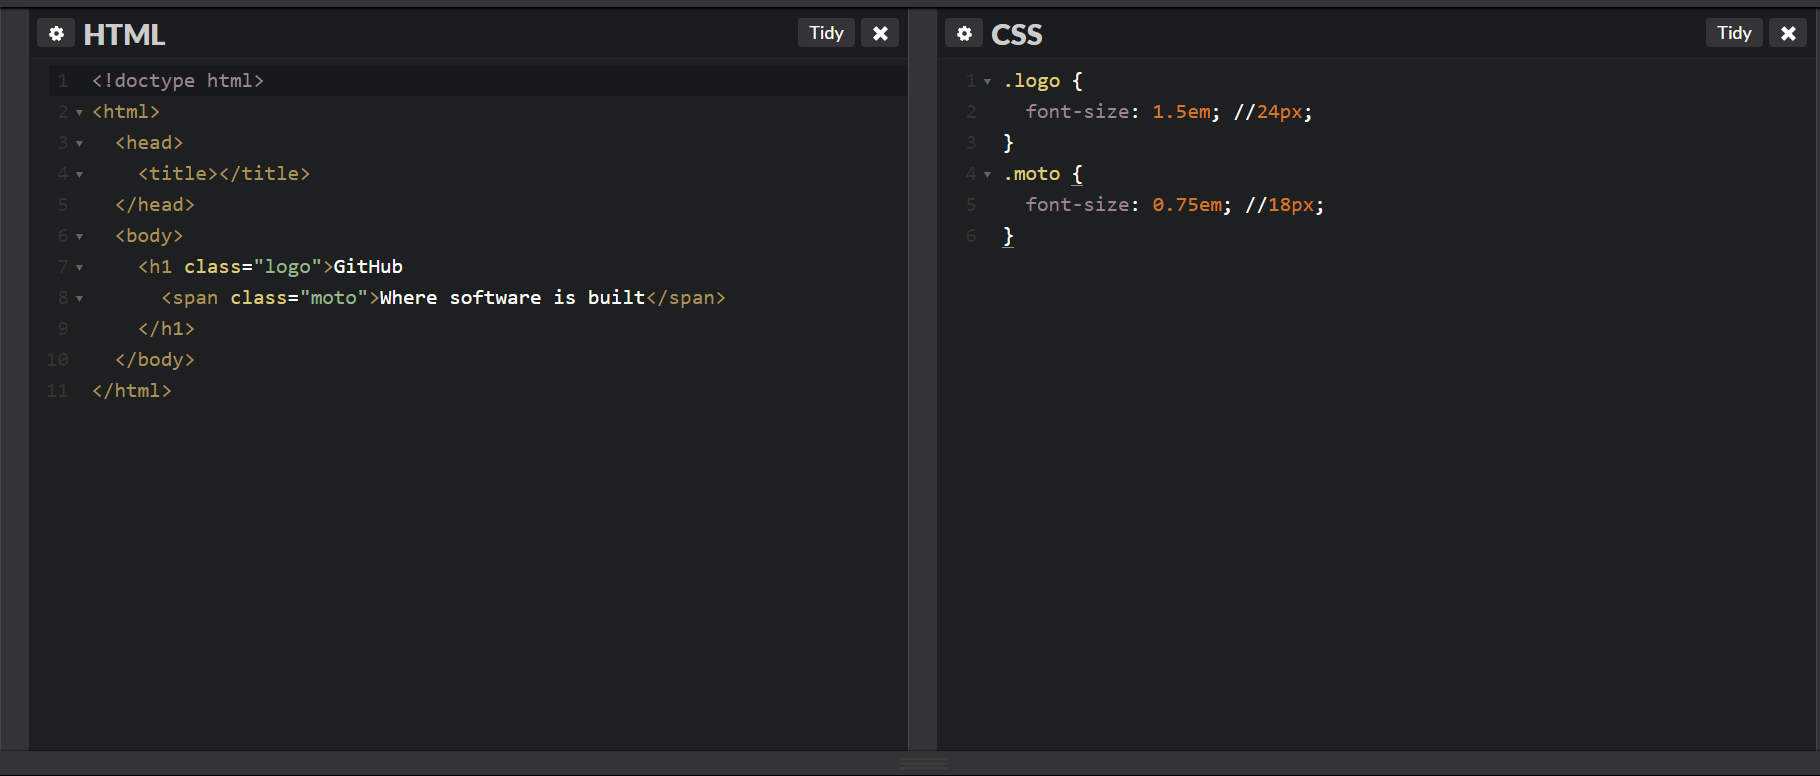 HTML Tidy
1 <!doctype html>
2 <html>
3   <head>
4     <title></title>
5   </head>
6   <body>
7     <h1 class="logo">GitHub
8       <span class="moto">Where software is built</span>
9     </h1>
10   </body>
11 </html>
CSS Tidy
1 .logo {
2   font-size: 1.5em; //24px;
3 }
4 .moto {
5   font-size: 0.75em; //18px;
6 }